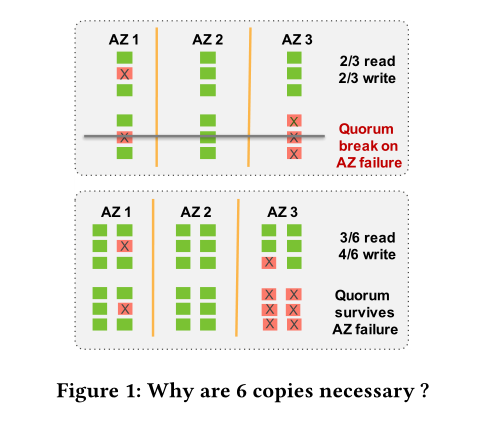 AZ 1 AZ 2 AZ 3
X
2/3 read
2/3 write
X
X X
X
Quorum
break on
AZ failure
AZ 1 AZ 2 AZ 3
X
X
3/6 read
4/6 write
X X
X X X
X X
Quorum
survives
AZ failure
Figure 1: Why are 6 copies necessary ?